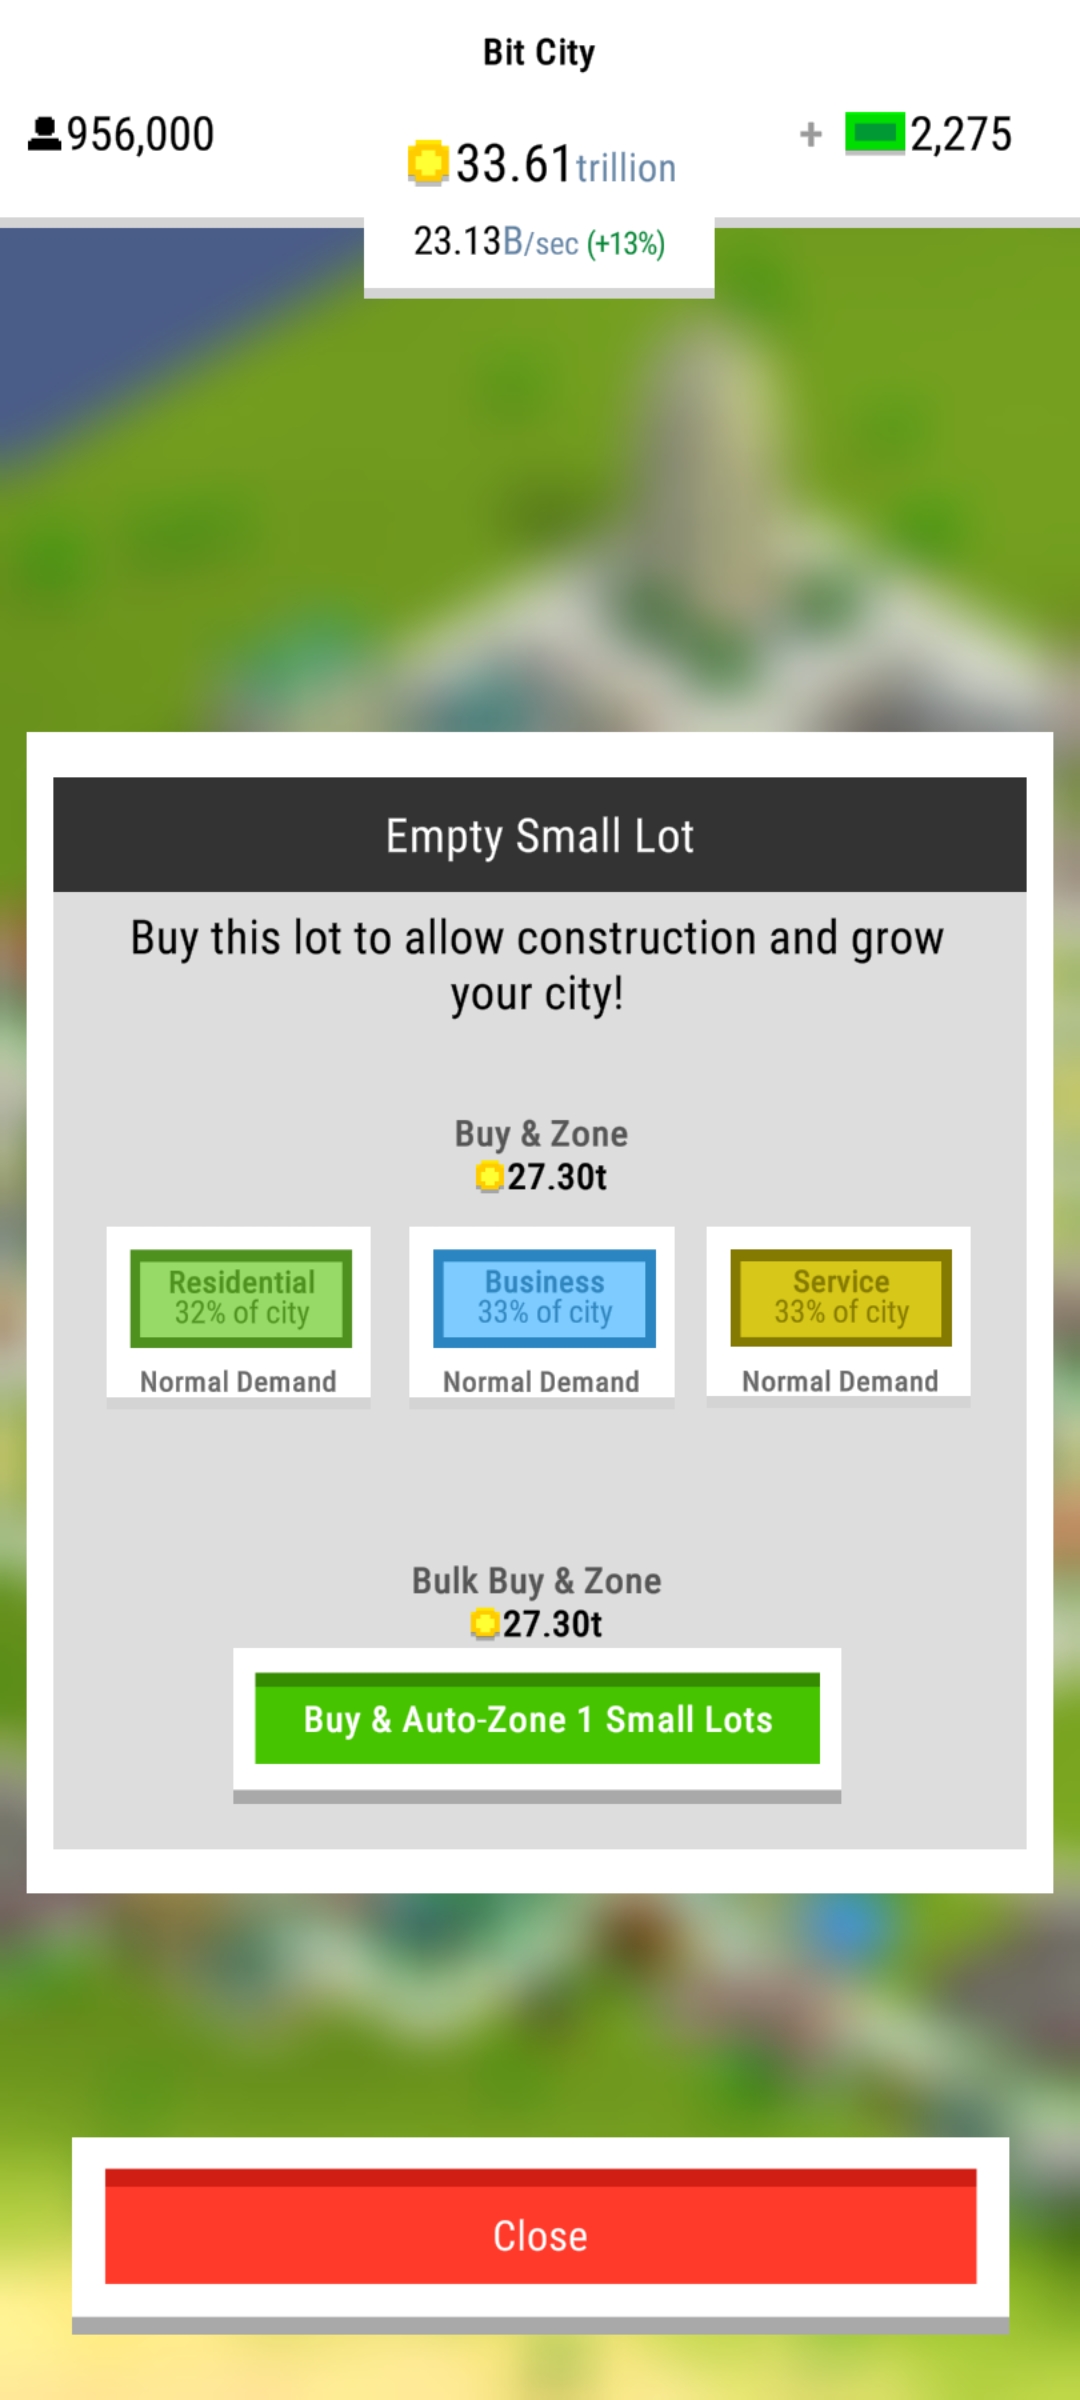 Bit City
956,000
33.61trillion
+ 2,275
23.13B/sec (+13%)
Empty Small Lot
Buy this lot to allow construction and grow
your city!
Buy & Zone
27.30t
Residential
32% of city
Normal Demand
Business
33% of city
Normal Demand
Service
33% of city
Normal Demand
Bulk Buy & Zone
27.30t
Buy & Auto-Zone 1 Small Lots
Close